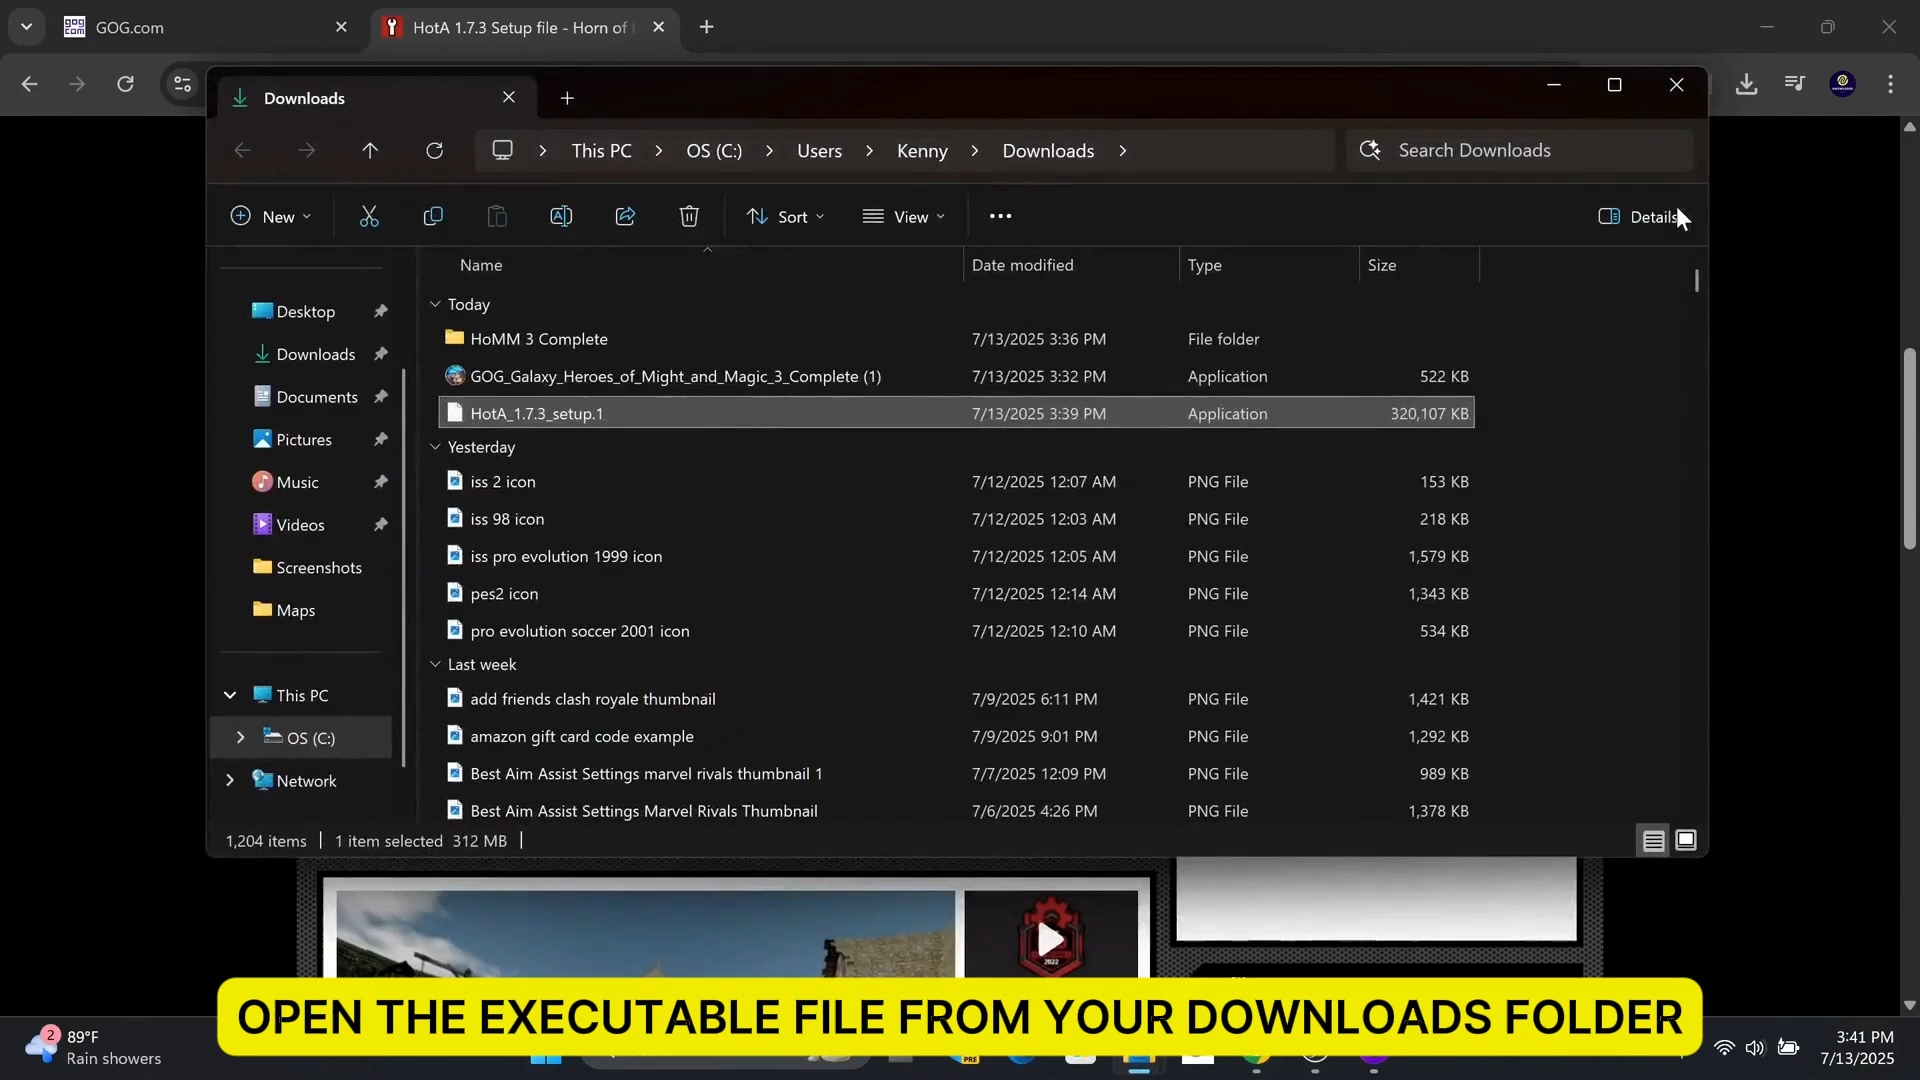 GOG.com
HotA 1.7.3 Setup file - Horn of t
Downloads
This PC
OS (C:)
Users
Kenny
Downloads
Search Downloads
New
Sort
View
Details
Name
Date modified
Type
Size
Today
HoMM 3 Complete 7/13/2025 3:36 PM File folder
GOG_Galaxy_Heroes_of_Might_and_Magic_3_Complete (1) 7/13/2025 3:32 PM Application 522 KB
HotA_1.7.3_setup.1 7/13/2025 3:39 PM Application 320,107 KB
Yesterday
iss 2 icon 7/12/2025 12:07 AM PNG File 153 KB
iss 98 icon 7/12/2025 12:03 AM PNG File 218 KB
iss pro evolution 1999 icon 7/12/2025 12:05 AM PNG File 1,579 KB
pes2 icon 7/12/2025 12:14 AM PNG File 1,343 KB
pro evolution soccer 2001 icon 7/12/2025 12:10 AM PNG File 534 KB
Last week
add friends clash royale thumbnail 7/9/2025 6:11 PM PNG File 1,421 KB
amazon gift card code example 7/9/2025 9:01 PM PNG File 1,292 KB
Best Aim Assist Settings marvel rivals thumbnail 1 7/7/2025 12:09 PM PNG File 989 KB
Best Aim Assist Settings Marvel Rivals Thumbnail 7/6/2025 4:26 PM PNG File 1,378 KB
Desktop
Downloads
Documents
Pictures
Music
Videos
Screenshots
Maps
This PC
OS (C:)
Network
1,204 items
1 item selected 312 MB
2022
OPEN THE EXECUTABLE FILE FROM YOUR DOWNLOADS FOLDER
2
89°F
Rain showers
PRE
3:41 PM
7/13/2025